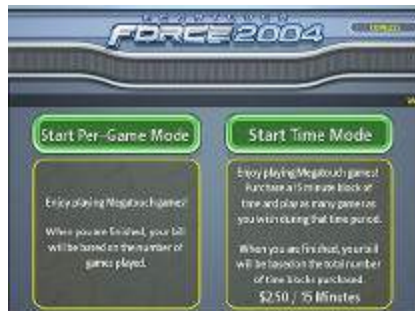 MEGATOUCH
FORCE 2004
Start Per-Game Mode
Start Time Mode
Enjoy playing Megatouch games!
When you are finished, your bill
will be based on the number of
games played.
Enjoy playing Megatouch games!
Purchase a 15 minute block of
time and play as many games as
you wish during that time period.
When you are finished, your bill
will be based on the total number
of time blocks purchased.
$2.50 / 15 Minutes